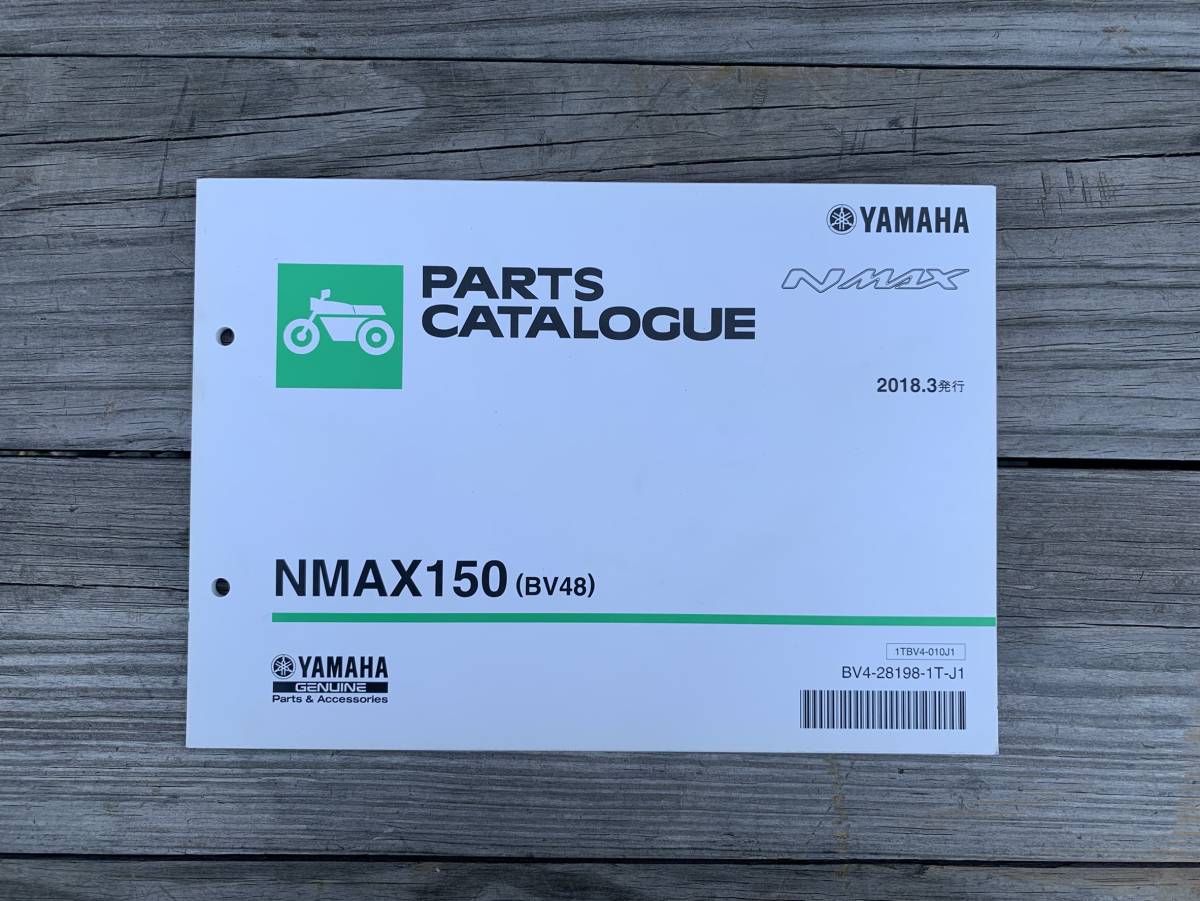 YAMAHA
NMAX
PARTS
CATALOGUE
2018.3発行
NMAX150 (BV48)
YAMAHA
GENUINE
Parts & Accessories
1TBV4-010J1
BV4-28198-1T-J1